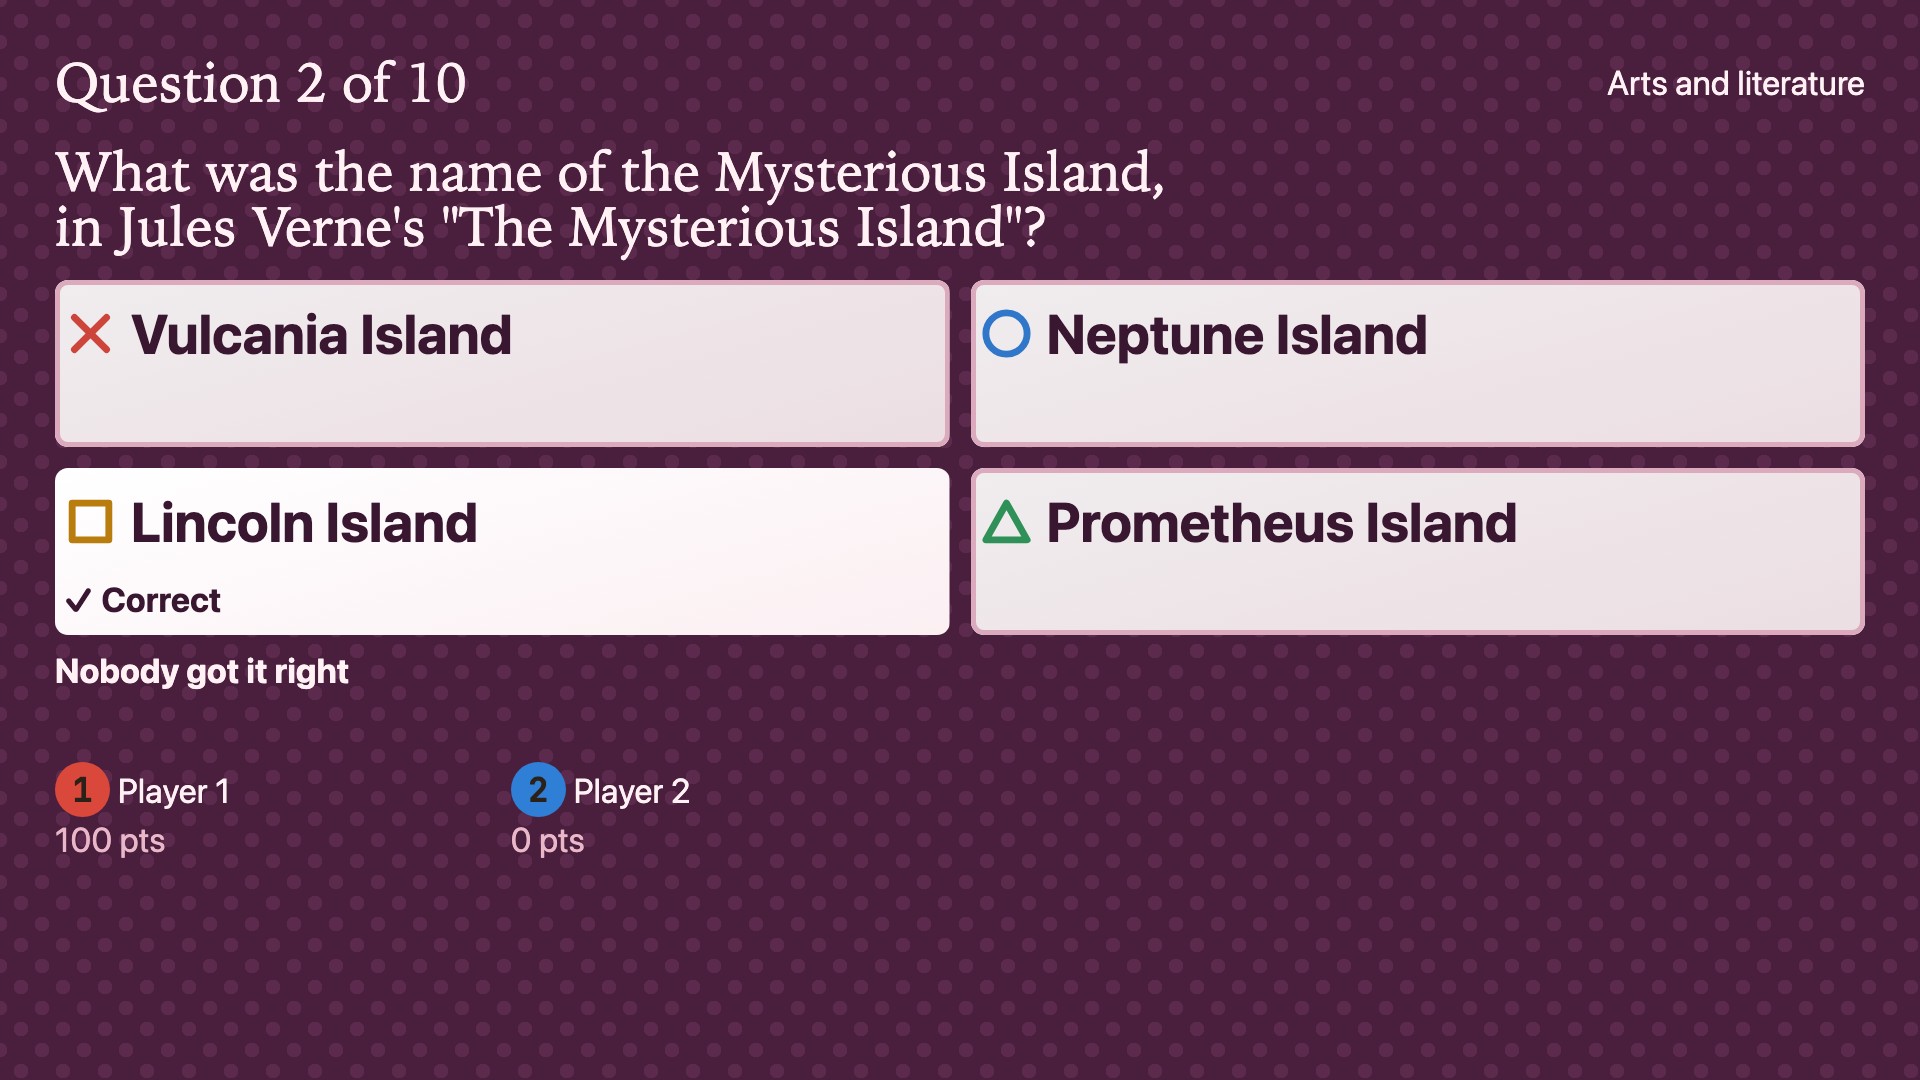 Question 2 of 10
Arts and literature
What was the name of the Mysterious Island,
in Jules Verne's "The Mysterious Island"?
Vulcania Island
Neptune Island
Lincoln Island
✓ Correct
Prometheus Island
Nobody got it right
1 Player 1
100 pts
2 Player 2
0 pts